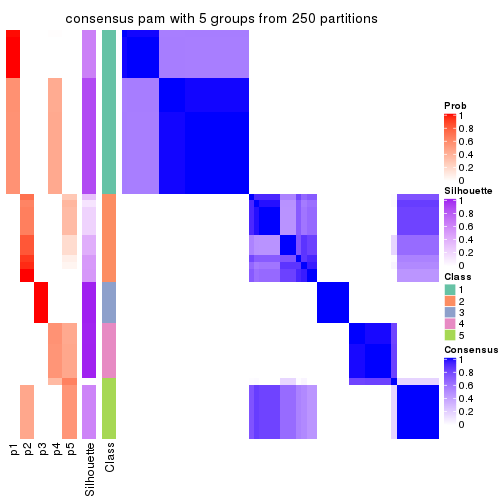 consensus pam with 5 groups from 250 partitions
Prob
1
0.8
0.6
0.4
0.2
0
Silhouette
1
0.8
0.6
0.4
0.2
0
Class
1
2
3
4
5
Consensus
1
0.8
0.6
0.4
0.2
0
p1
p2
p3
p4
p5
Silhouette
Class